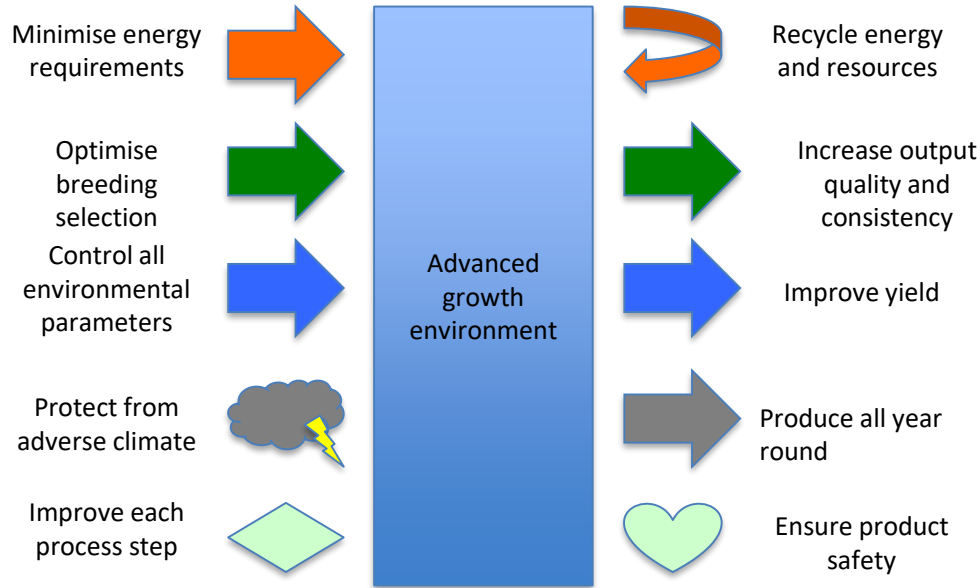 Minimise energy
requirements
Recycle energy
and resources
Optimise
breeding
selection
Increase output
quality and
consistency
Control all
environmental
parameters
Advanced
growth
environment
Improve yield
Protect from
adverse climate
Produce all year
round
Improve each
process step
Ensure product
safety